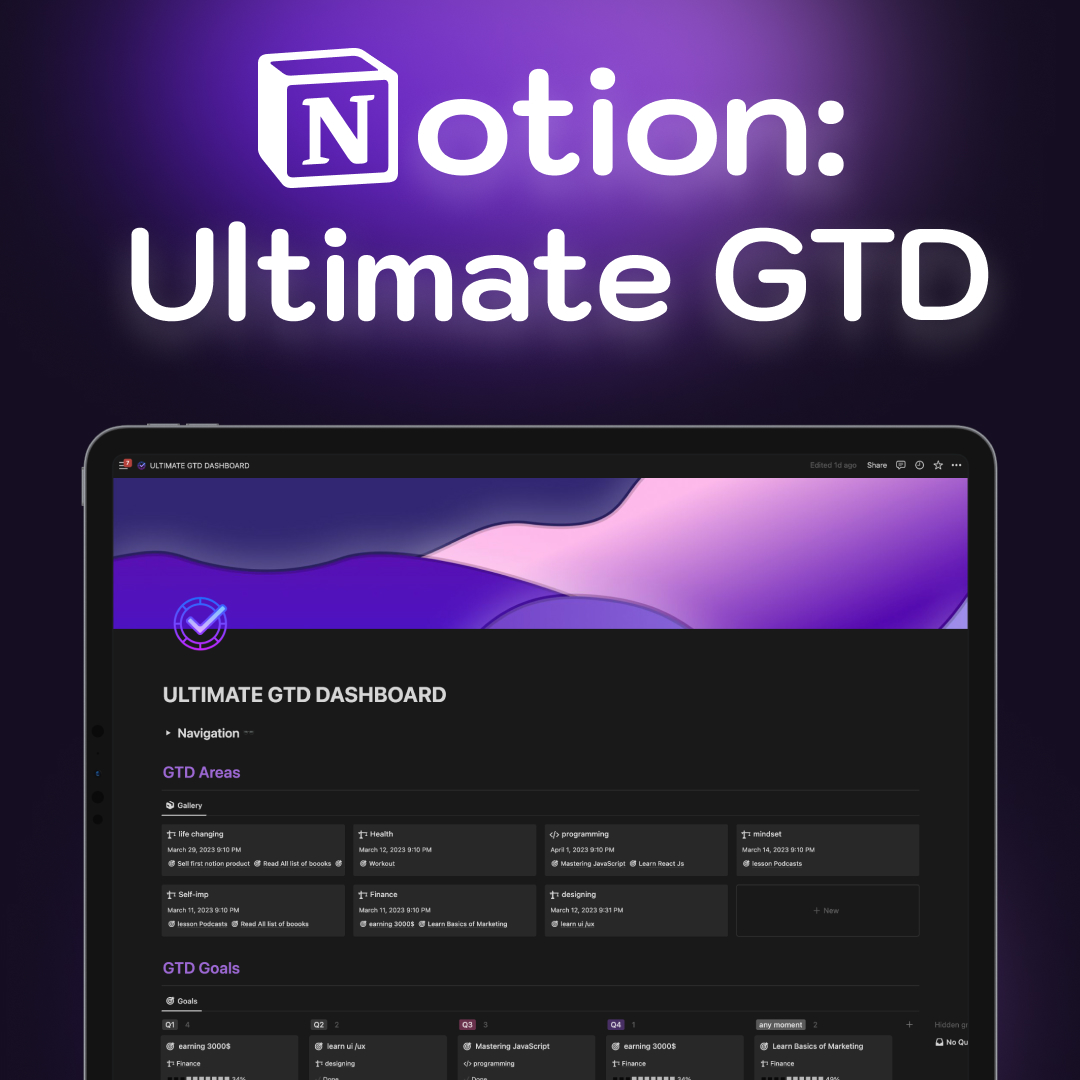 Notion:
Ultimate GTD
7 ULTIMATE GTD DASHBOARD Edited 1d ago Share
ULTIMATE GTD DASHBOARD
Navigation
GTD Areas
Gallery
life changing Health programming mindset
March 29, 2023 9:10 PM March 12, 2023 9:10 PM April 1, 2023 9:10 PM March 14, 2023 9:10 PM
Sell first notion product Read All list of boooks Workout Mastering JavaScript Learn React Js lesson Podcasts
Self-imp Finance designing
March 11, 2023 9:10 PM March 11, 2023 9:10 PM March 12, 2023 9:31 PM + New
lesson Podcasts Read All list of boooks earning 3000$ Learn Basics of Marketing learn ui /ux
GTD Goals
Goals
Q1 4 Q2 2 Q3 3 Q4 1 any moment 2 + Hidden gr
earning 3000$ learn ui /ux Mastering JavaScript earning 3000$ Learn Basics of Marketing No Qu
Finance designing programming Finance Finance
34% Done Done 34% 49%